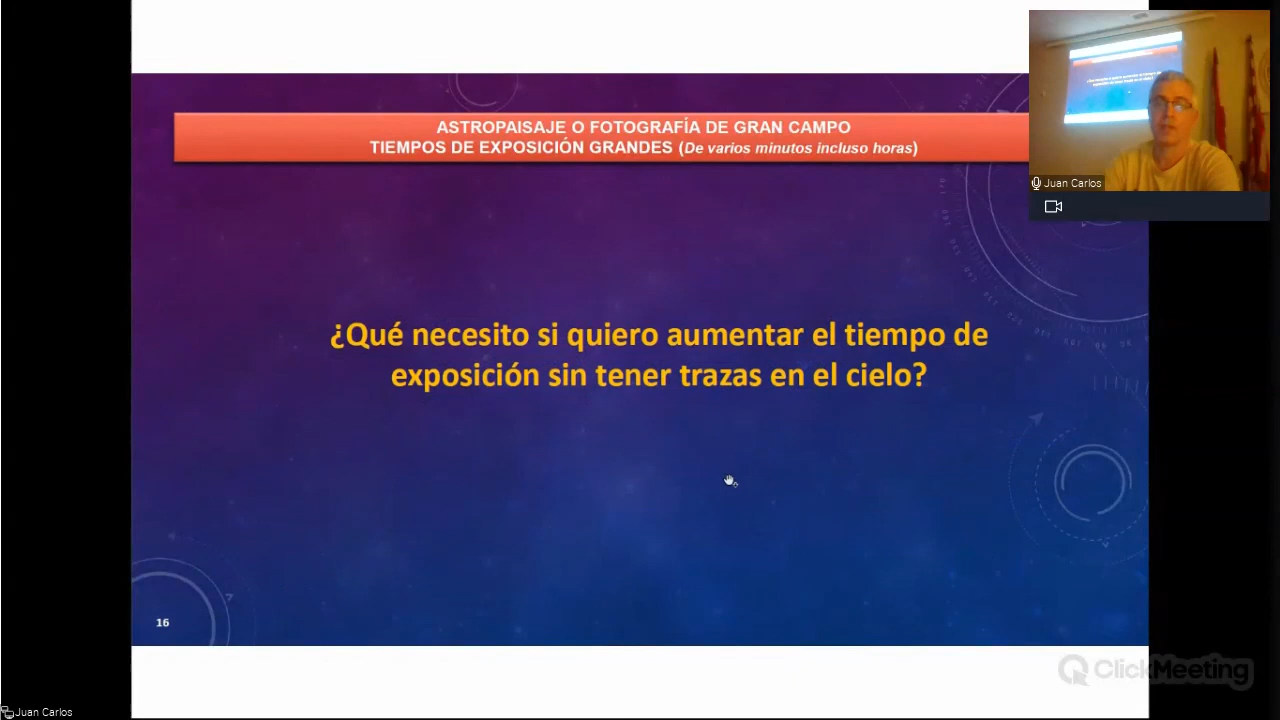 ASTROPAISAJE O FOTOGRAFÍA DE GRAN CAMPO
TIEMPOS DE EXPOSICIÓN GRANDES (De varios minutos incluso horas)
Juan Carlos
¿Qué necesito si quiero aumentar el tiempo de
exposición sin tener trazas en el cielo?
16
ClickMeeting
Juan Carlos